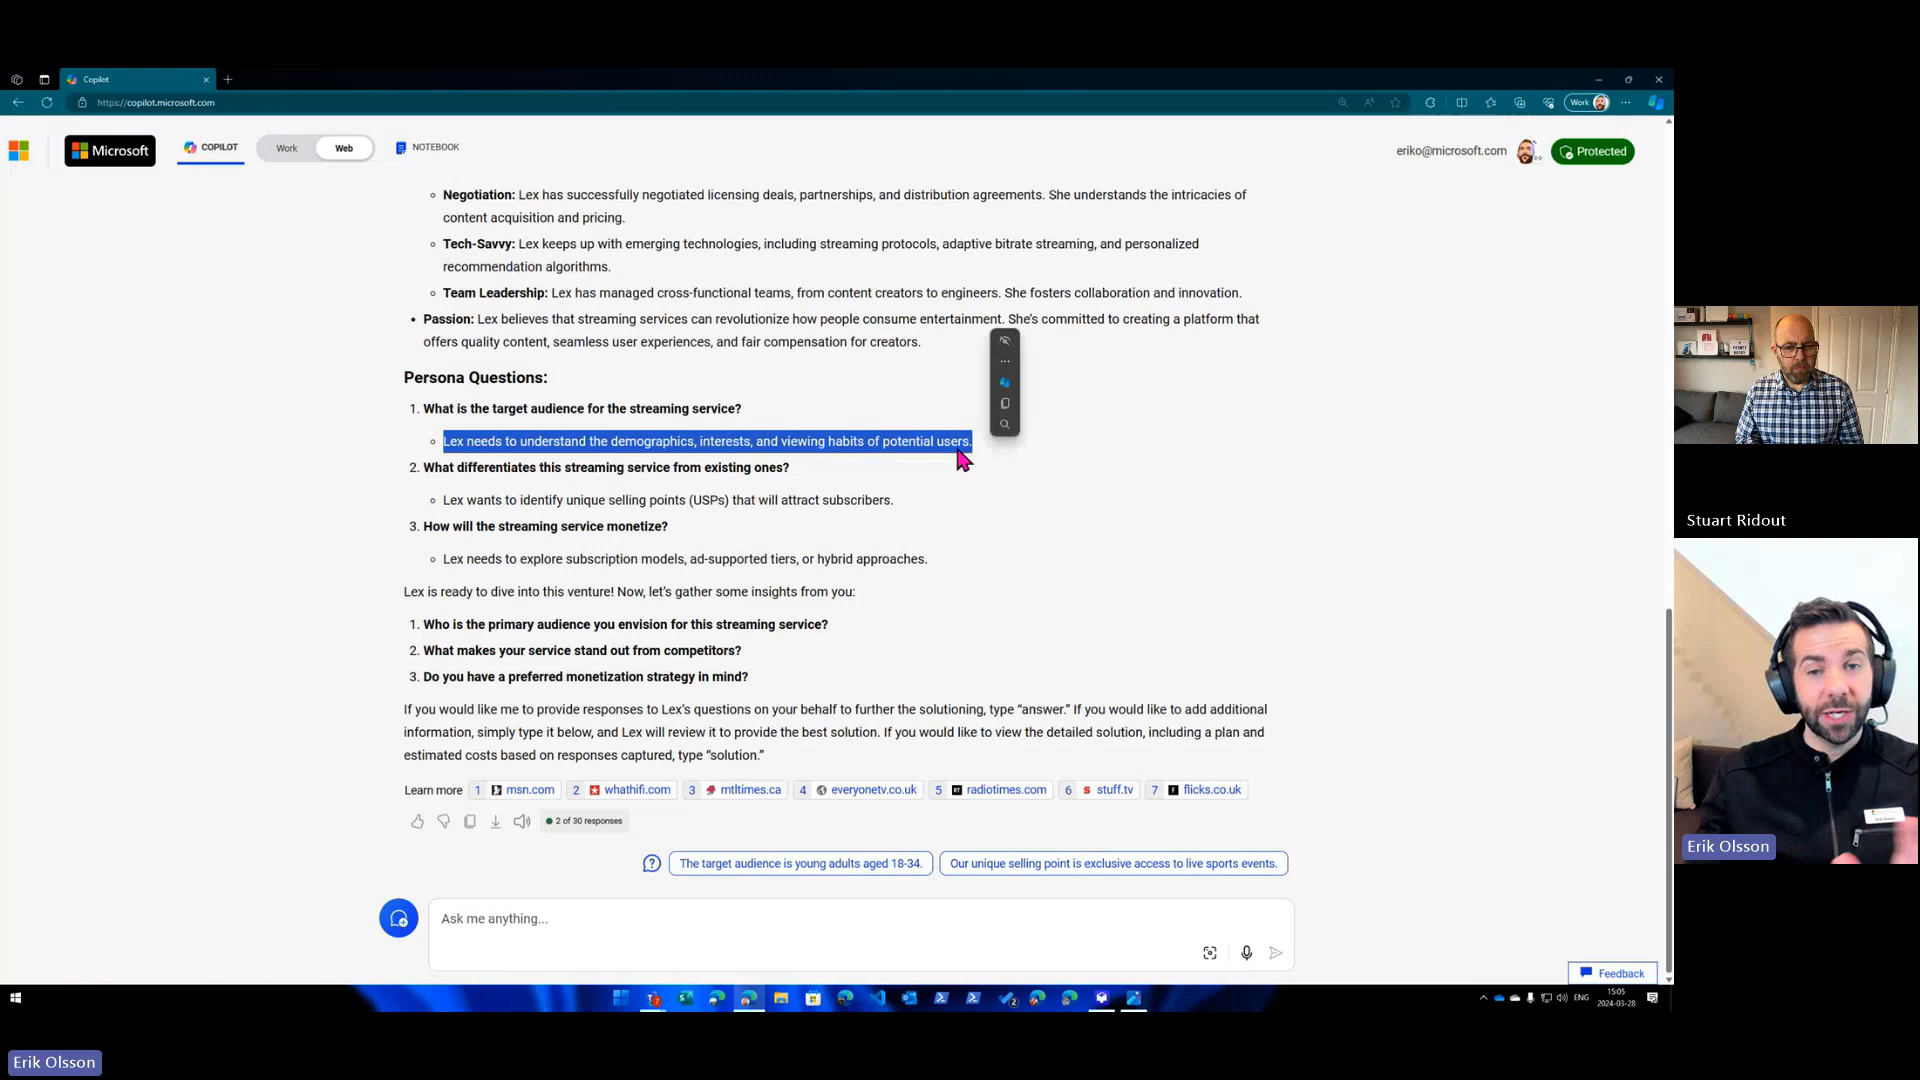 Copilot
https://copilot.microsoft.com
Work
Microsoft
COPILOT
Work
Web
NOTEBOOK
eriko@microsoft.com
Protected
Negotiation: Lex has successfully negotiated licensing deals, partnerships, and distribution agreements. She understands the intricacies of
content acquisition and pricing.
Tech-Savvy: Lex keeps up with emerging technologies, including streaming protocols, adaptive bitrate streaming, and personalized
recommendation algorithms.
Team Leadership: Lex has managed cross-functional teams, from content creators to engineers. She fosters collaboration and innovation.
Passion: Lex believes that streaming services can revolutionize how people consume entertainment. She's committed to creating a platform that
offers quality content, seamless user experiences, and fair compensation for creators.
Persona Questions:
1. What is the target audience for the streaming service?
Lex needs to understand the demographics, interests, and viewing habits of potential users.
2. What differentiates this streaming service from existing ones?
Lex wants to identify unique selling points (USPs) that will attract subscribers.
3. How will the streaming service monetize?
Lex needs to explore subscription models, ad-supported tiers, or hybrid approaches.
Lex is ready to dive into this venture! Now, let's gather some insights from you:
1. Who is the primary audience you envision for this streaming service?
2. What makes your service stand out from competitors?
3. Do you have a preferred monetization strategy in mind?
If you would like me to provide responses to Lex's questions on your behalf to further the solutioning, type "answer." If you would like to add additional
information, simply type it below, and Lex will review it to provide the best solution. If you would like to view the detailed solution, including a plan and
estimated costs based on responses captured, type "solution."
Learn more 1 msn.com 2 whathifi.com 3 mtltimes.ca 4 everyonetv.co.uk 5 radiotimes.com 6 stuff.tv 7 flicks.co.uk
2 of 30 responses
The target audience is young adults aged 18-34.
Our unique selling point is exclusive access to live sports events.
Ask me anything...
Feedback
ENG
15:05
2024-03-28
Stuart Ridout
Erik Olsson
Erik Olsson